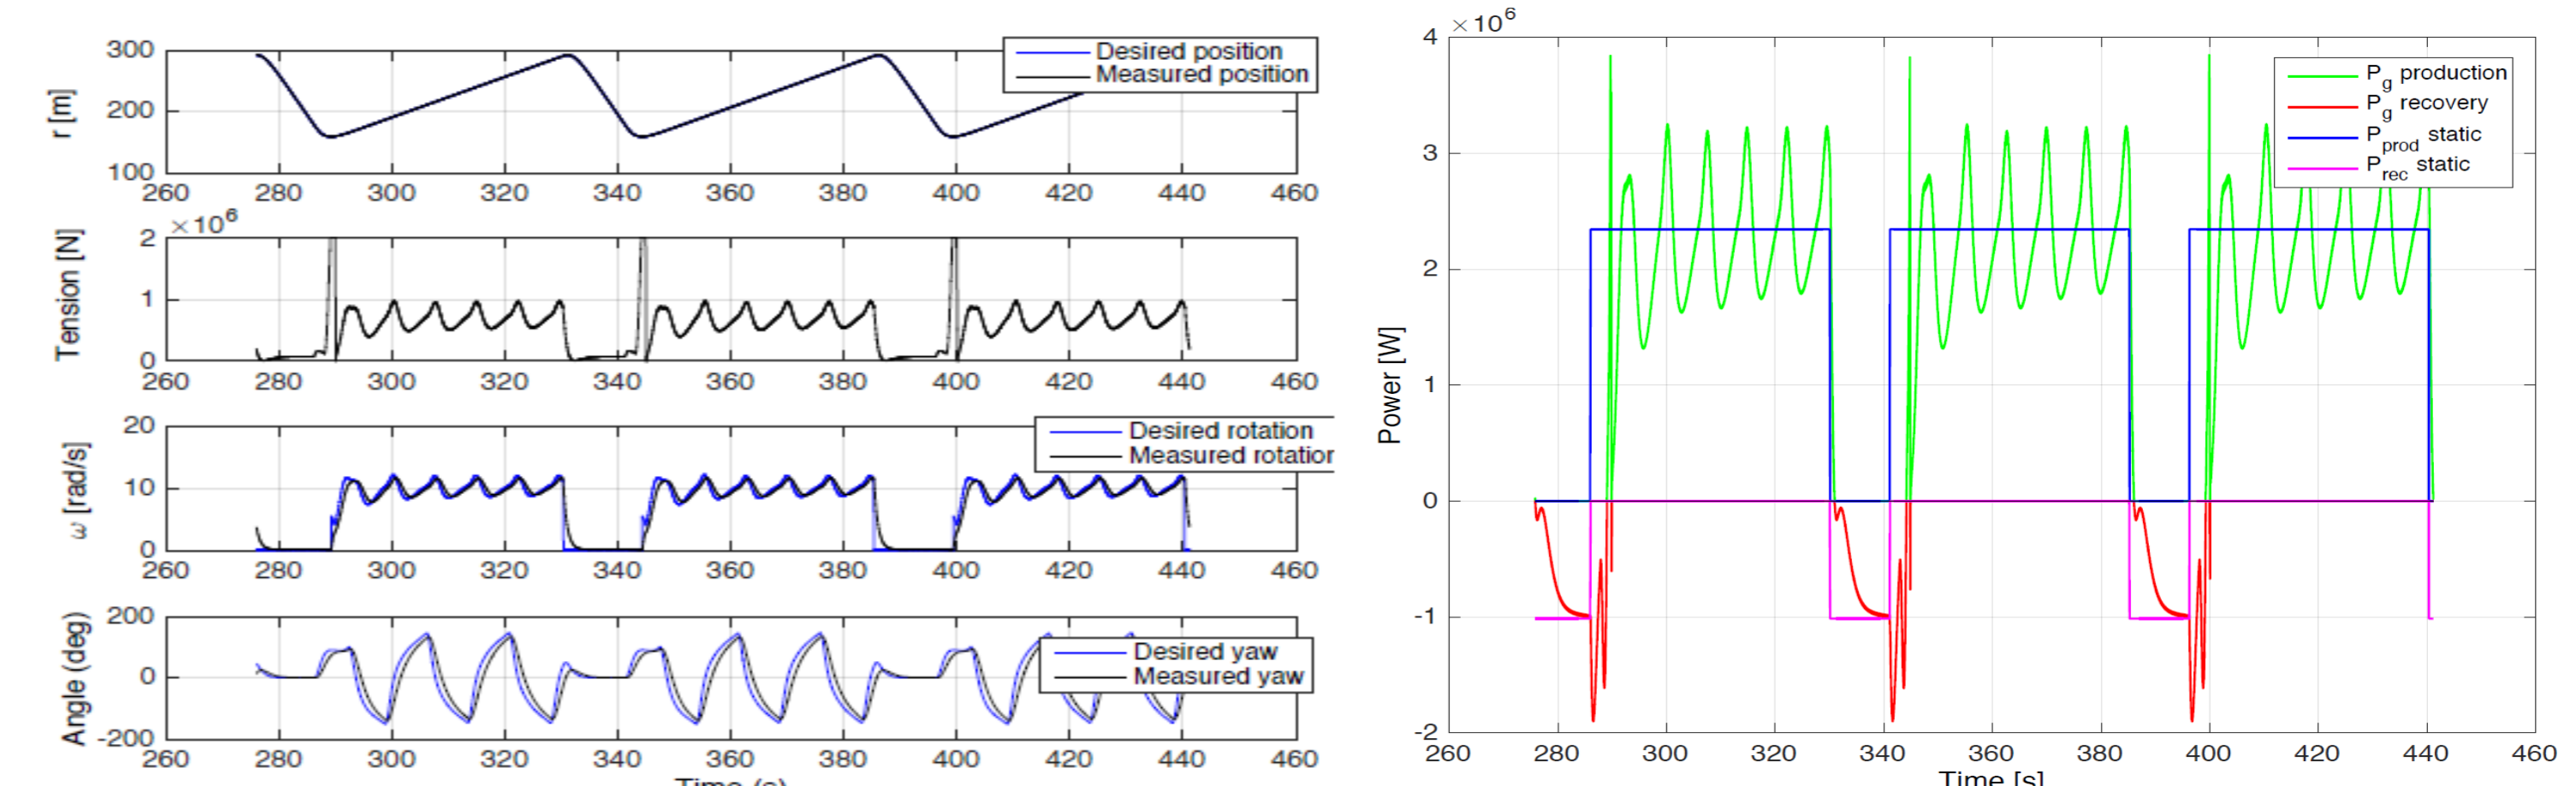 300
200
100
r [m]
Desired position
Measured position
260 280 300 320 340 360 380 400 420 440 460
×10^6
2
1
0
Tension [N]
260 280 300 320 340 360 380 400 420 440 460
20
10
0
ω [rad/s]
Desired rotation
Measured rotation
260 280 300 320 340 360 380 400 420 440 460
200
0
-200
Angle (deg)
Desired yaw
Measured yaw
260 280 300 320 340 360 380 400 420 440 460
Time (s)
×10^6
4
3
2
1
0
-1
-2
Power [W]
P_g production
P_g recovery
P_prod static
P_rec static
260 280 300 320 340 360 380 400 420 440 460
Time [s]